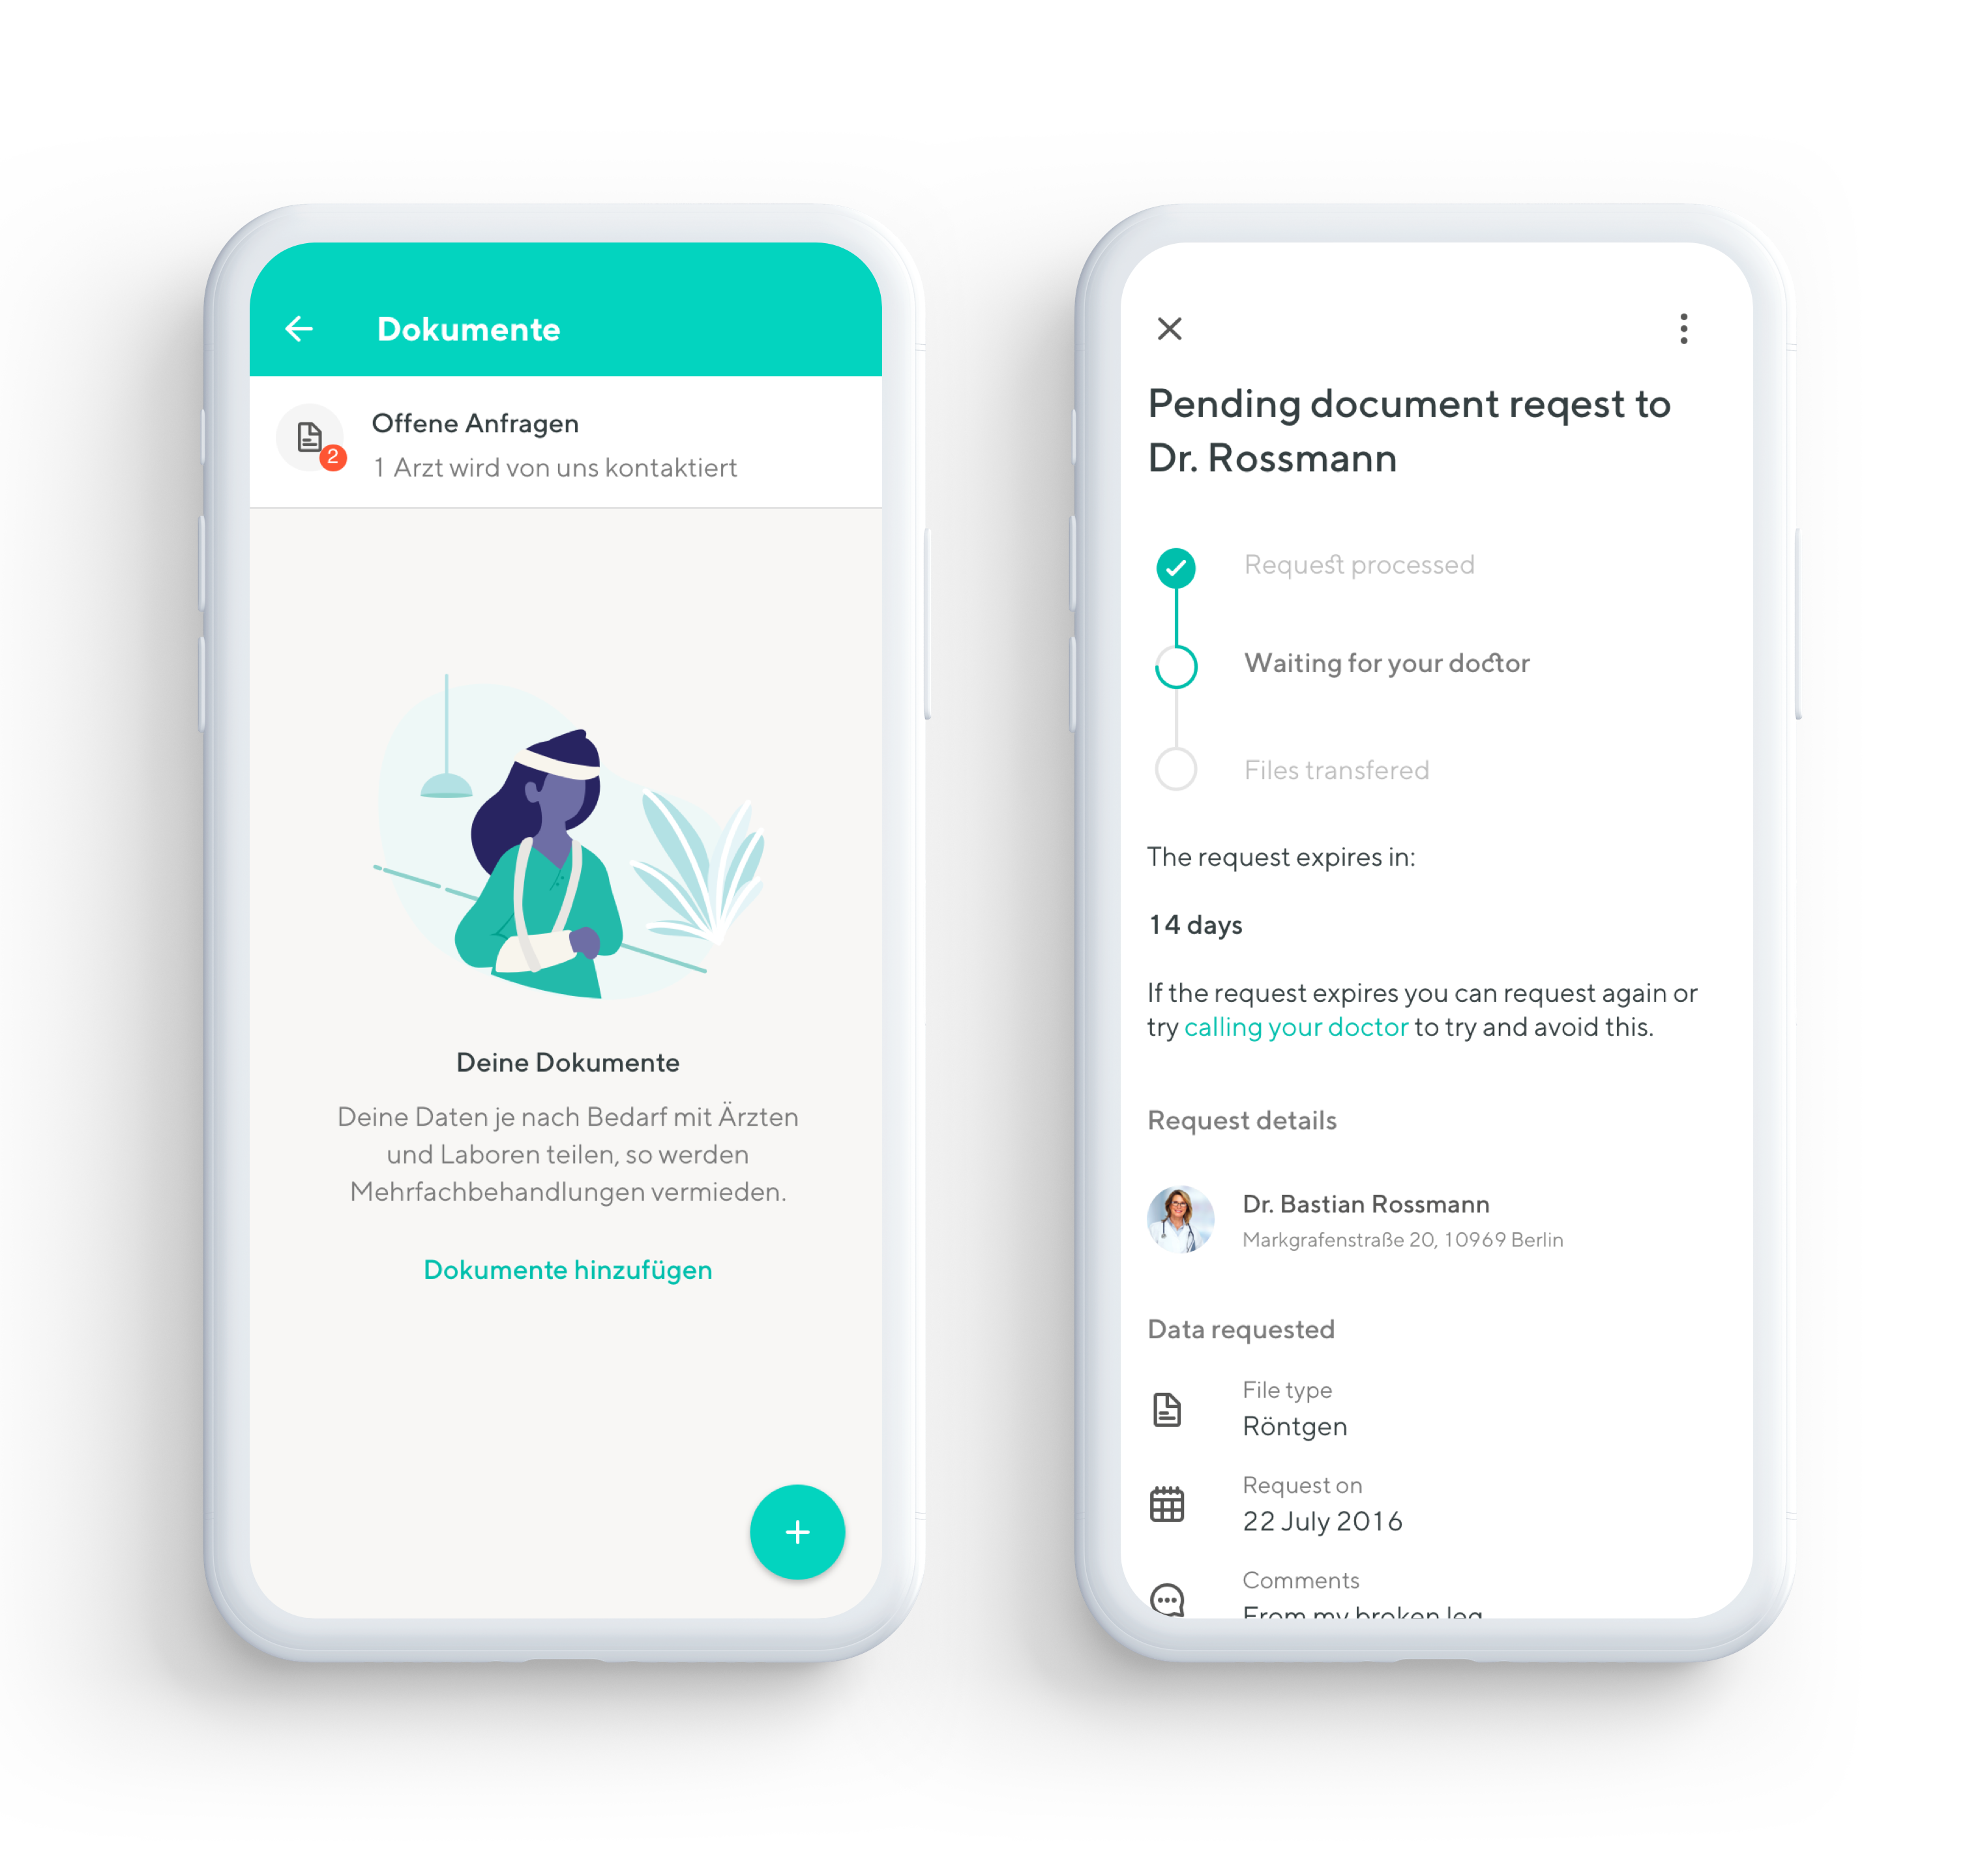 Dokumente
Offene Anfragen
2
1 Arzt wird von uns kontaktiert
Deine Dokumente
Deine Daten je nach Bedarf mit Ärzten
und Laboren teilen, so werden
Mehrfachbehandlungen vermieden.
Dokumente hinzufügen
Pending document reqest to
Dr. Rossmann
Request processed
Waiting for your doctor
Files transfered
The request expires in:
14 days
If the request expires you can request again or
try calling your doctor to try and avoid this.
Request details
Dr. Bastian Rossmann
Markgrafenstraße 20, 10969 Berlin
Data requested
File type
Röntgen
Request on
22 July 2016
Comments
From my broken leg